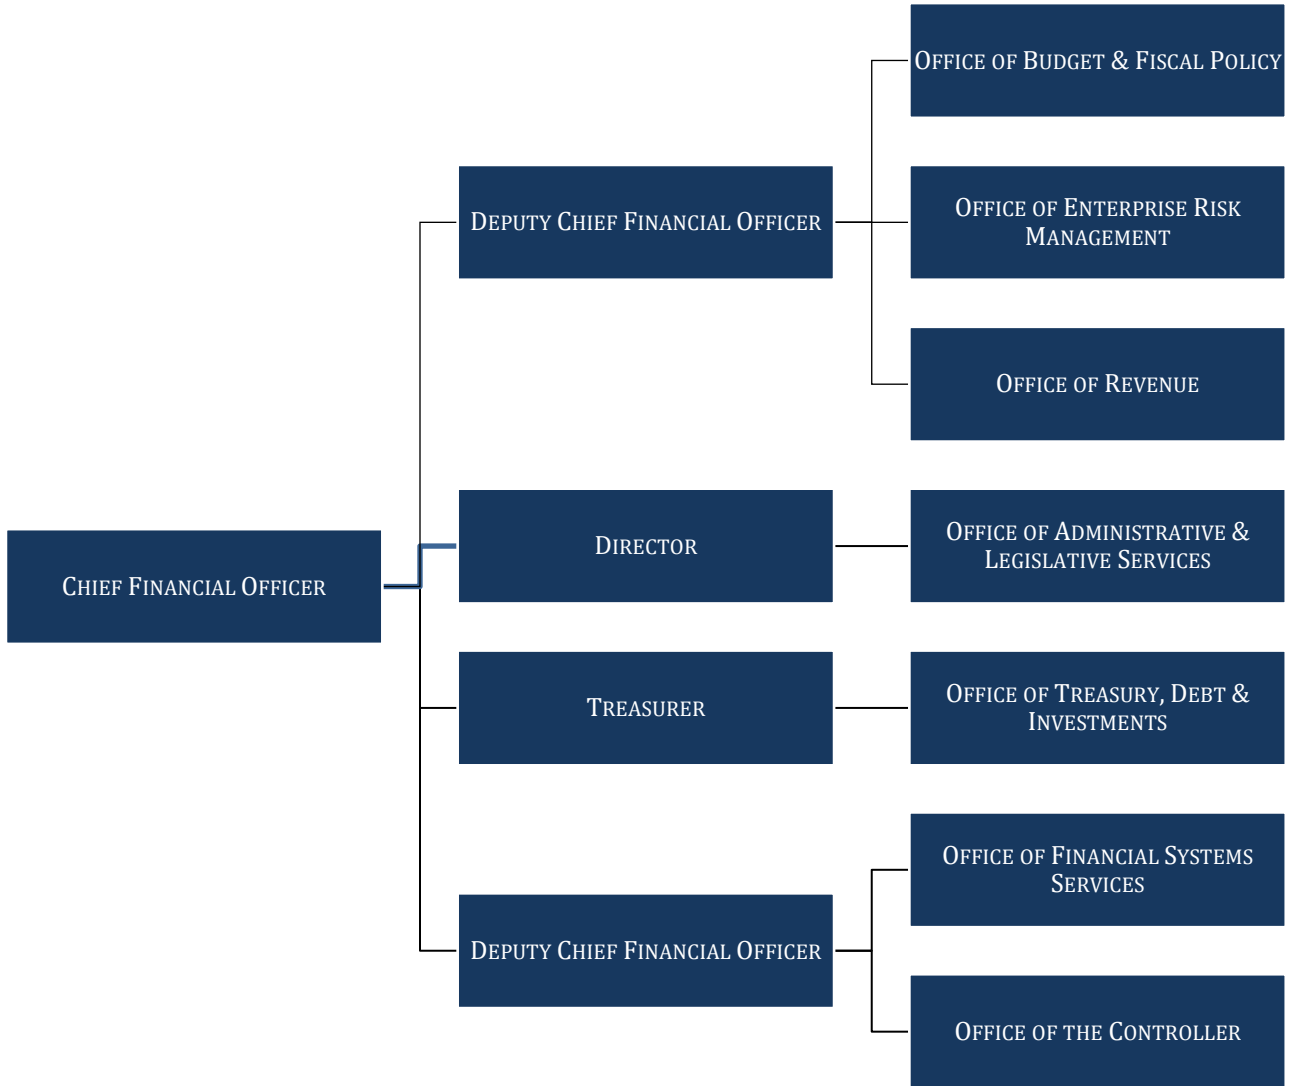 OFFICE OF BUDGET & FISCAL POLICY
DEPUTY CHIEF FINANCIAL OFFICER
OFFICE OF ENTERPRISE RISK
MANAGEMENT
OFFICE OF REVENUE
CHIEF FINANCIAL OFFICER
DIRECTOR
OFFICE OF ADMINISTRATIVE &
LEGISLATIVE SERVICES
TREASURER
OFFICE OF TREASURY, DEBT &
INVESTMENTS
DEPUTY CHIEF FINANCIAL OFFICER
OFFICE OF FINANCIAL SYSTEMS
SERVICES
OFFICE OF THE CONTROLLER